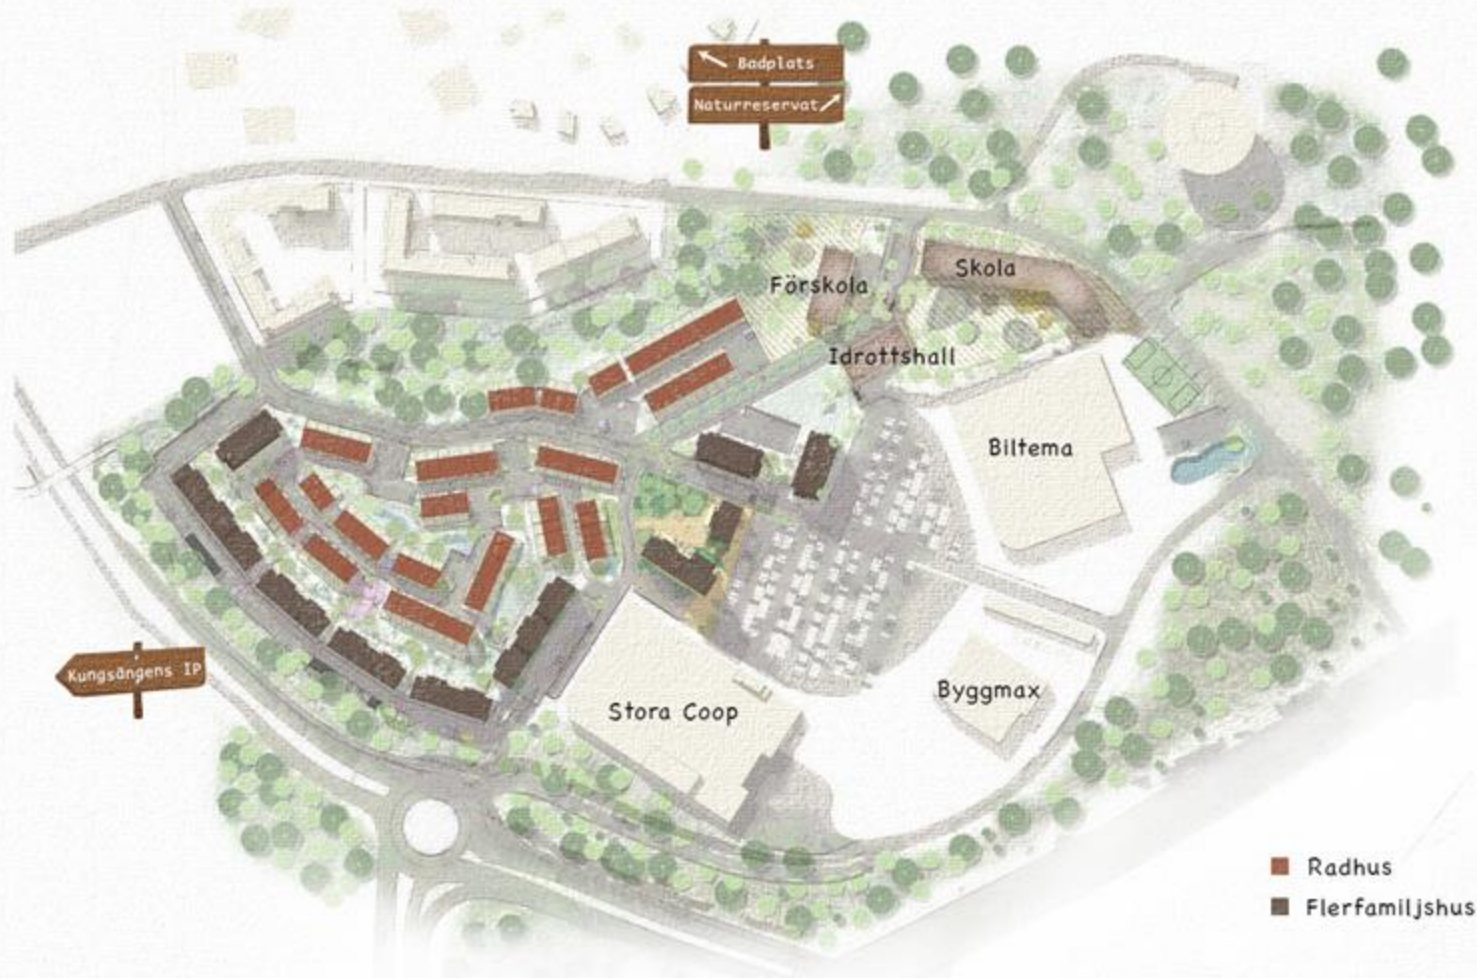 Badplats
Naturreservat
Förskola
Skola
Idrottshall
Biltema
Kungsängens IP
Stora Coop
Byggmax
Radhus
Flerfamiljshus